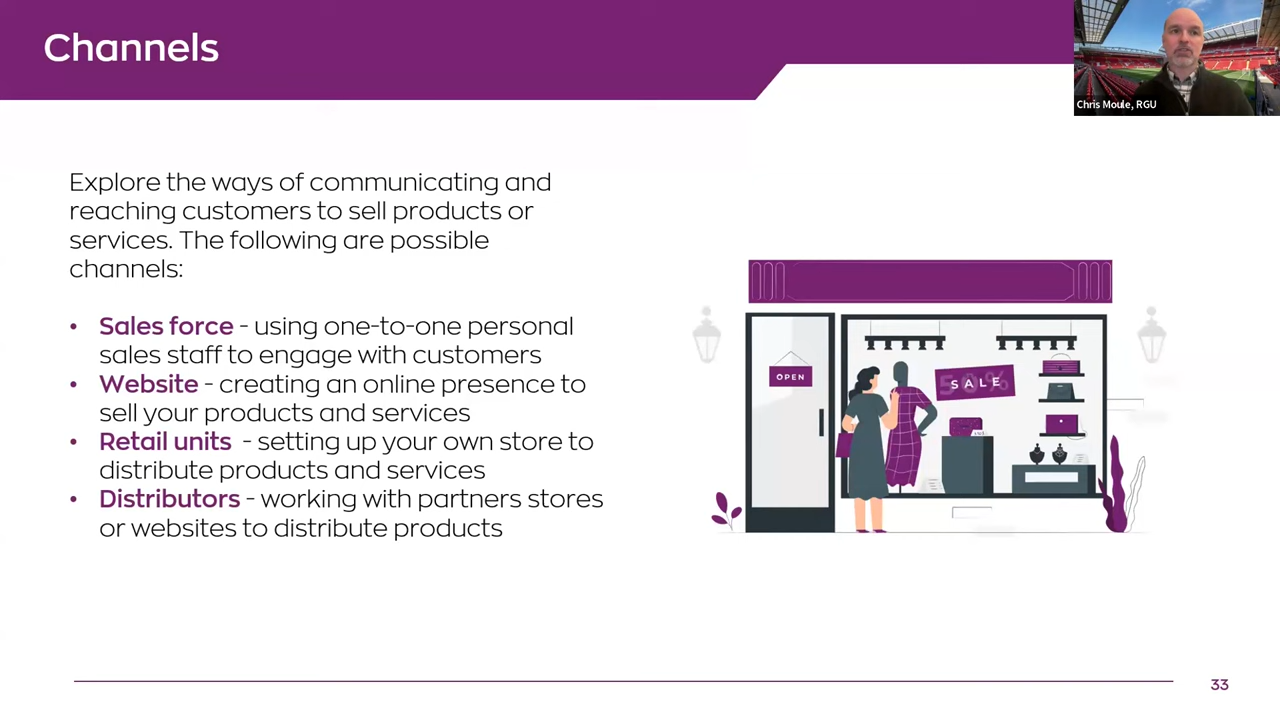 Channels
Chris Moule, RGU
Explore the ways of communicating and
reaching customers to sell products or
services. The following are possible
channels:
• Sales force - using one-to-one personal
sales staff to engage with customers
• Website - creating an online presence to
sell your products and services
• Retail units - setting up your own store to
distribute products and services
• Distributors - working with partners stores
or websites to distribute products
OPEN
50%
SALE
33